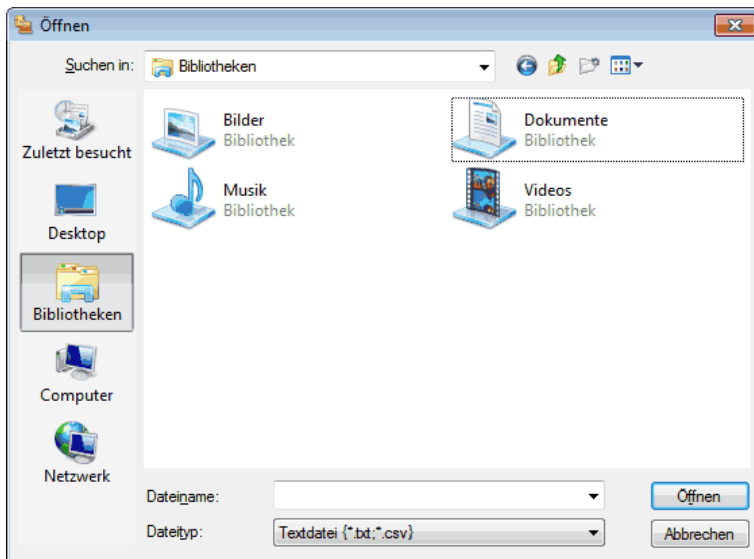 Öffnen
Suchen in: Bibliotheken
Zuletzt besucht
Desktop
Bibliotheken
Computer
Netzwerk
Bilder
Bibliothek
Dokumente
Bibliothek
Musik
Bibliothek
Videos
Bibliothek
Dateiname:
Öffnen
Dateityp: Textdatei {*.txt;*.csv}
Abbrechen